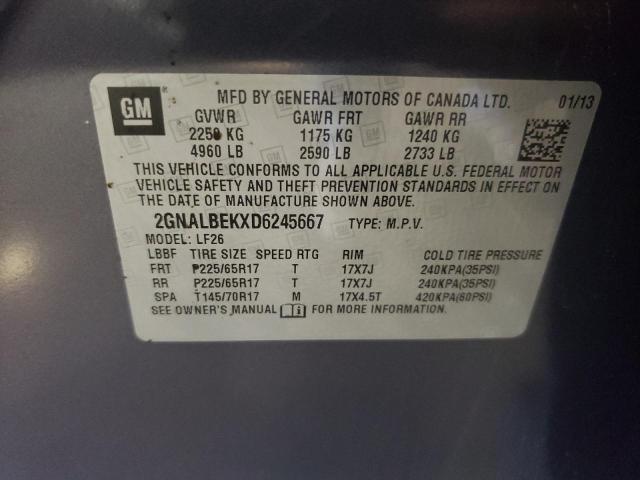 GM
MFD BY GENERAL MOTORS OF CANADA LTD. 01/13
GVWR GAWR FRT GAWR RR
2250 KG 1175 KG 1240 KG
4960 LB 2590 LB 2733 LB
THIS VEHICLE CONFORMS TO ALL APPLICABLE U.S. FEDERAL MOTOR
VEHICLE SAFETY AND THEFT PREVENTION STANDARDS IN EFFECT ON
THE DATE OF MANUFACTURE SHOWN ABOVE.
2GNALBEKXD6245667 TYPE: M.P.V.
MODEL: LF26
LBBF TIRE SIZE SPEED RTG RIM COLD TIRE PRESSURE
FRT P225/65R17 T 17X7J 240KPA(35PSI)
RR P225/65R17 T 17X7J 240KPA(35PSI)
SPA T145/70R17 M 17X4.5T 420KPA(60PSI)
SEE OWNER'S MANUAL FOR MORE INFORMATION.